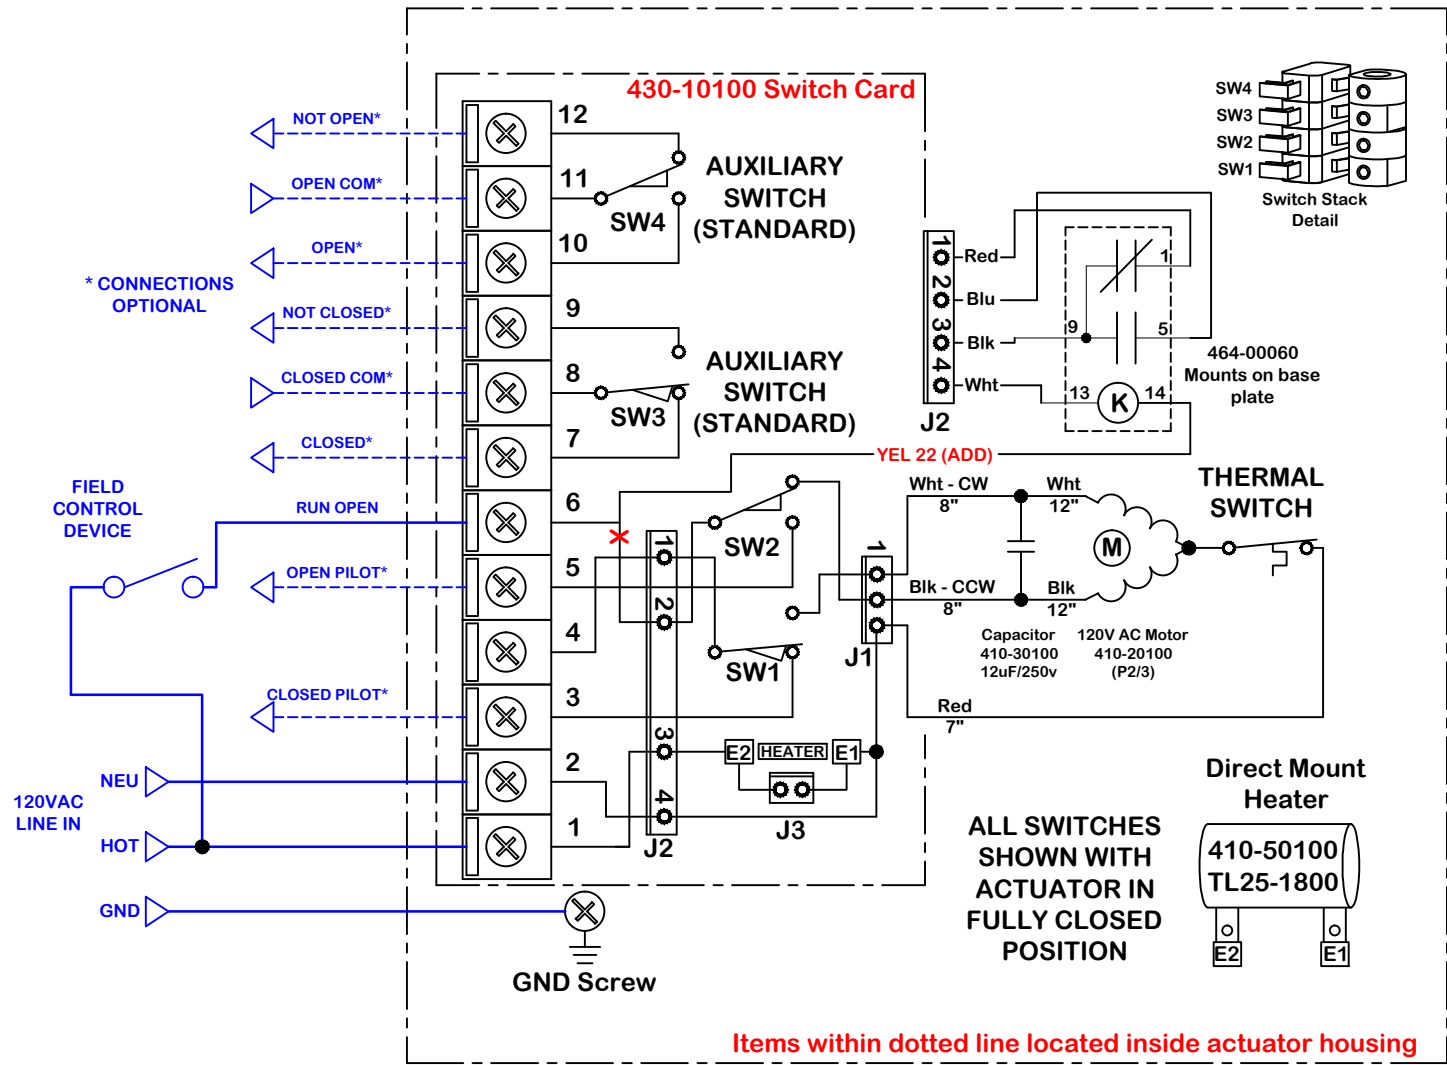 430-10100 Switch Card
NOT OPEN*
OPEN COM*
OPEN*
* CONNECTIONS
OPTIONAL
NOT CLOSED*
CLOSED COM*
CLOSED*
FIELD
CONTROL
DEVICE
RUN OPEN
OPEN PILOT*
CLOSED PILOT*
NEU
120VAC
LINE IN
HOT
GND
12
11
10
9
8
7
6
5
4
3
2
1
GND Screw
AUXILIARY
SWITCH
(STANDARD)
SW4
AUXILIARY
SWITCH
(STANDARD)
SW3
SW4
SW3
SW2
SW1
Switch Stack
Detail
1
2
3
4
J2
Red
Blu
Blk
Wht
1
9
5
13
K
14
464-00060
Mounts on base
plate
YEL 22 (ADD)
THERMAL
SWITCH
Wht - CW
8"
Wht
12"
M
Blk - CCW
8"
Blk
12"
Capacitor
410-30100
12uF/250v
120V AC Motor
410-20100
(P2/3)
Red
7"
SW2
SW1
1
J1
1
2
3
4
J2
E2
HEATER
E1
J3
ALL SWITCHES
SHOWN WITH
ACTUATOR IN
FULLY CLOSED
POSITION
Direct Mount
Heater
410-50100
TL25-1800
E2
E1
Items within dotted line located inside actuator housing